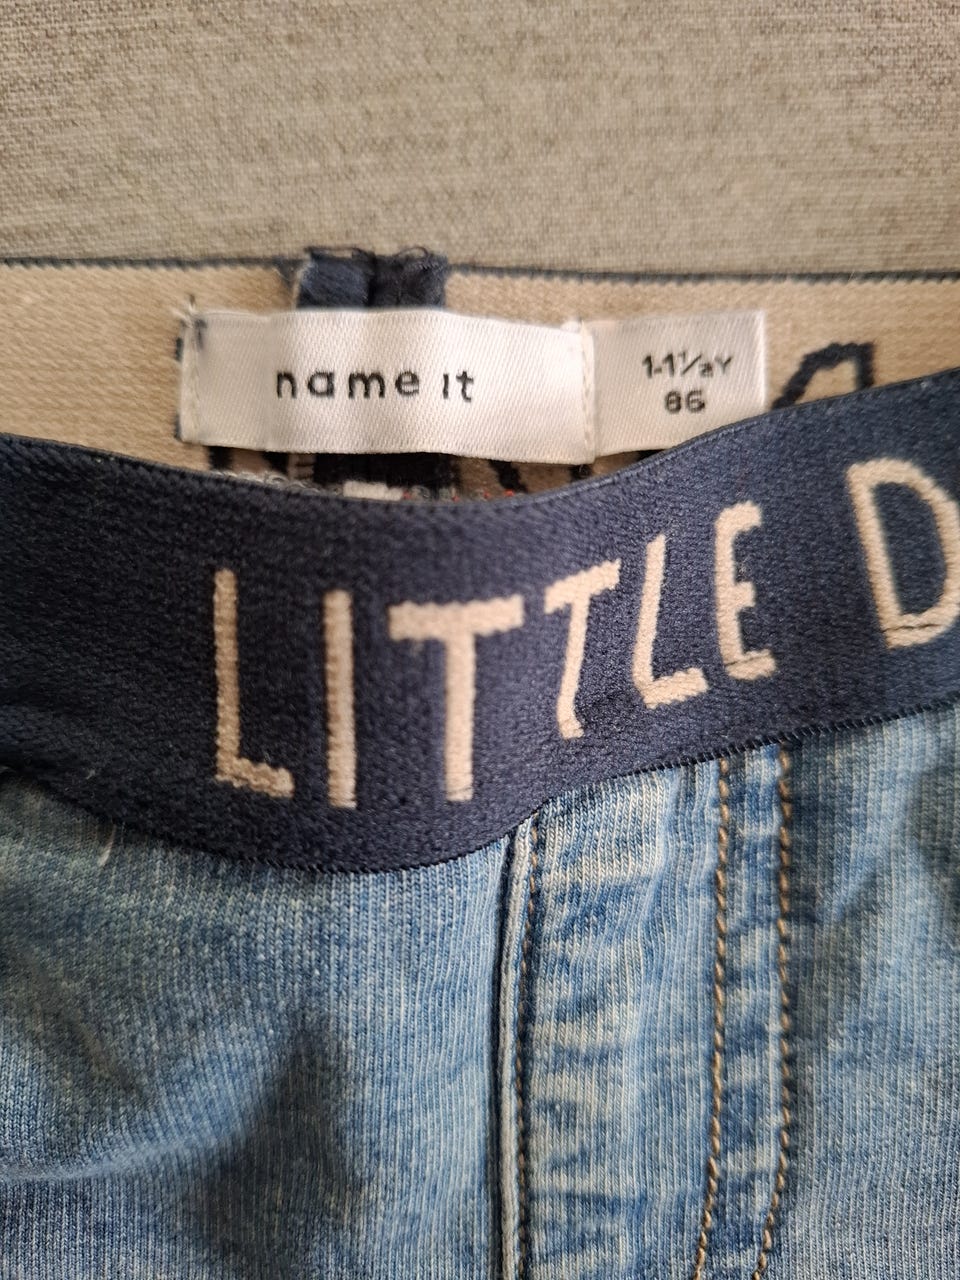 name it
1-1½Y
86
LITTLE D